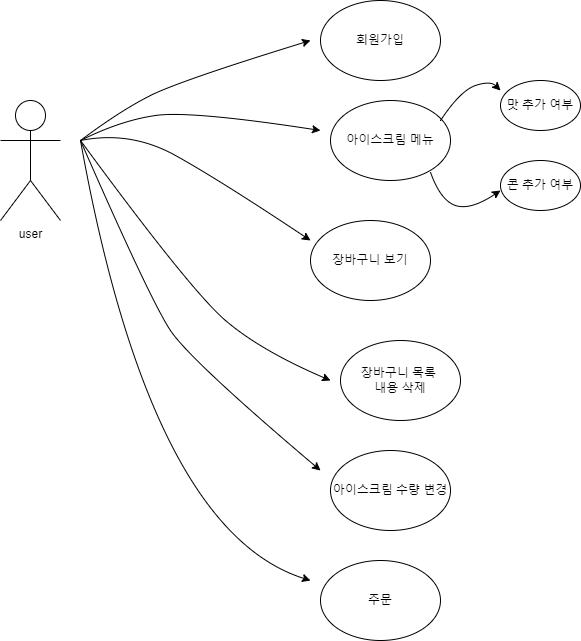 회원가입
아이스크림 메뉴
맛 추가 여부
콘 추가 여부
user
장바구니 보기
장바구니 목록
내용 삭제
아이스크림 수량 변경
주문